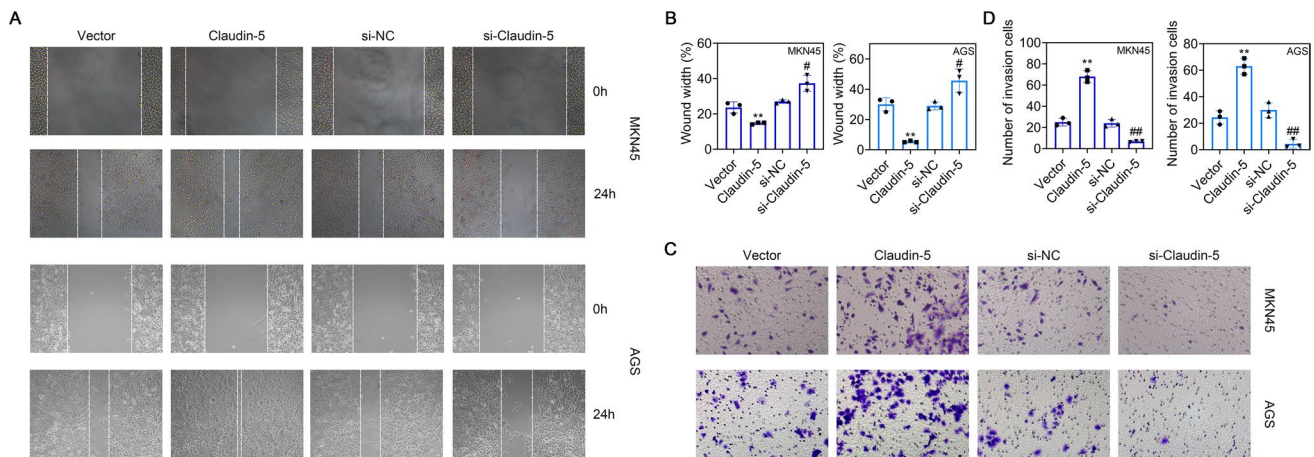 A
Vector
Claudin-5
si-NC
si-Claudin-5
MKN45
0h
24h
AGS
0h
24h
B
Wound width (%)
60
40
20
0
MKN45
**
#
Vector
Claudin-5
si-NC
si-Claudin-5
Wound width (%)
60
40
20
0
AGS
**
#
Vector
Claudin-5
si-NC
si-Claudin-5
D
Number of invasion cells
100
80
60
40
20
0
MKN45
**
##
Vector
Claudin-5
si-NC
si-Claudin-5
Number of invasion cells
80
60
40
20
0
AGS
**
##
Vector
Claudin-5
si-NC
si-Claudin-5
C
Vector
Claudin-5
si-NC
si-Claudin-5
MKN45
AGS